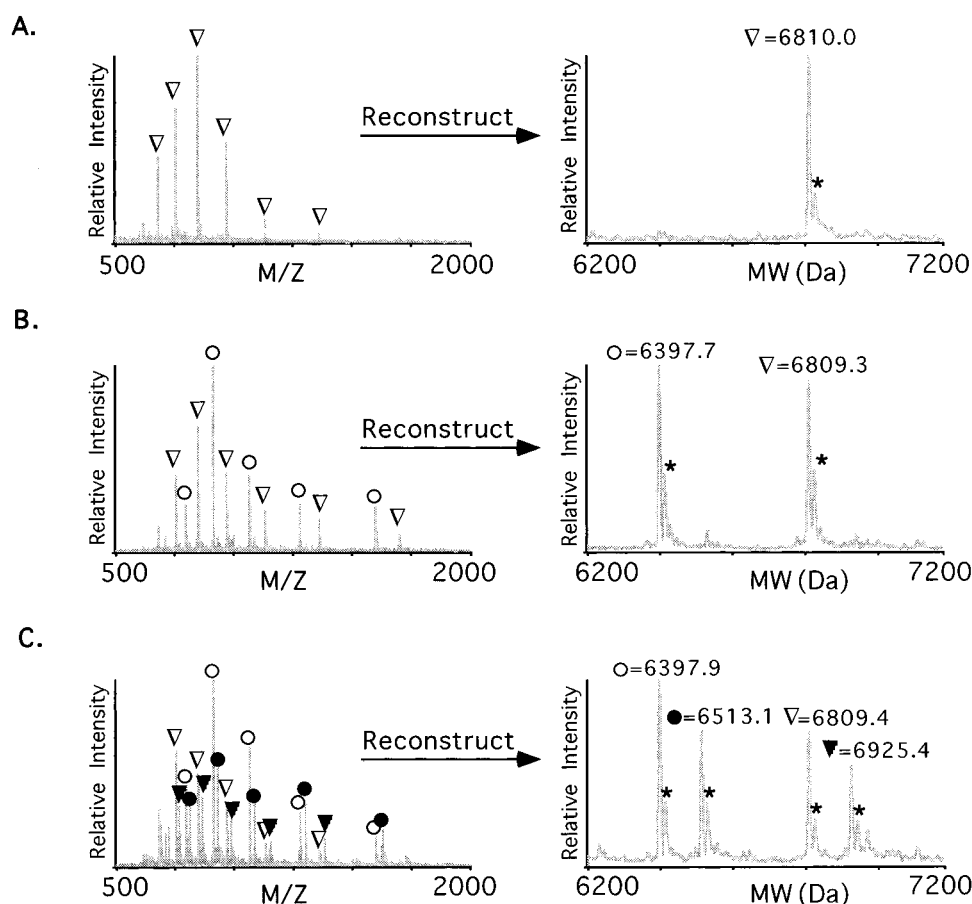 A.
Relative Intensity
▽ ▽ ▽ ▽ ▽ ▽
500 2000
M/Z
Reconstruct
Relative Intensity
▽=6810.0
*
6200 7200
MW (Da)
B.
Relative Intensity
500 2000
M/Z
Reconstruct
Relative Intensity
○=6397.7 ▽=6809.3
* *
6200 7200
MW (Da)
C.
Relative Intensity
500 2000
M/Z
Reconstruct
Relative Intensity
○=6397.9
●=6513.1 ▽=6809.4
▼=6925.4
* * * *
6200 7200
MW (Da)